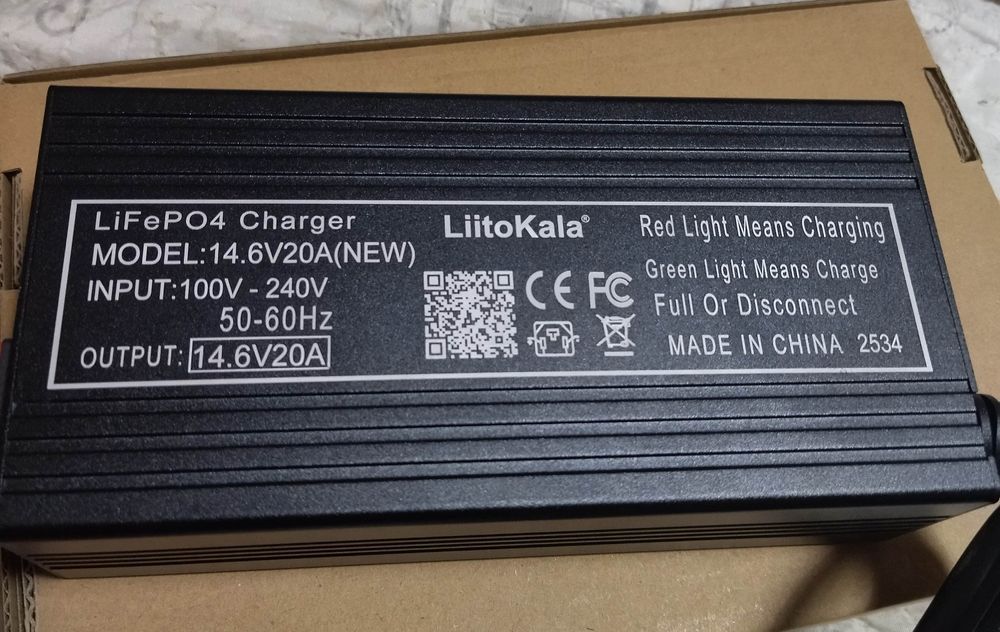 LiFePO4 Charger
MODEL:14.6V20A(NEW)
INPUT:100V - 240V
50-60Hz
OUTPUT: 14.6V20A
LiitoKala®
CE FC
Red Light Means Charging
Green Light Means Charge
Full Or Disconnect
MADE IN CHINA 2534